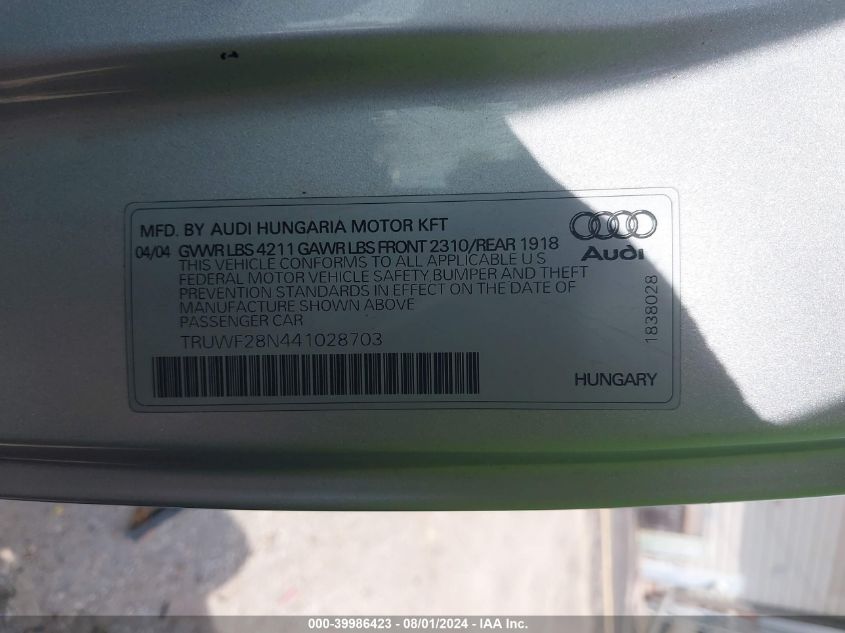 MFD. BY AUDI HUNGARIA MOTOR KFT
04/04 GVWR LBS 4211 GAWR LBS FRONT 2310/REAR 1918
THIS VEHICLE CONFORMS TO ALL APPLICABLE U S
FEDERAL MOTOR VEHICLE SAFETY, BUMPER AND THEFT
PREVENTION STANDARDS IN EFFECT ON THE DATE OF
MANUFACTURE SHOWN ABOVE
PASSENGER CAR
TRUWF28N441028703
Audi
1838028
HUNGARY
000-39986423 - 08/01/2024 - IAA Inc.